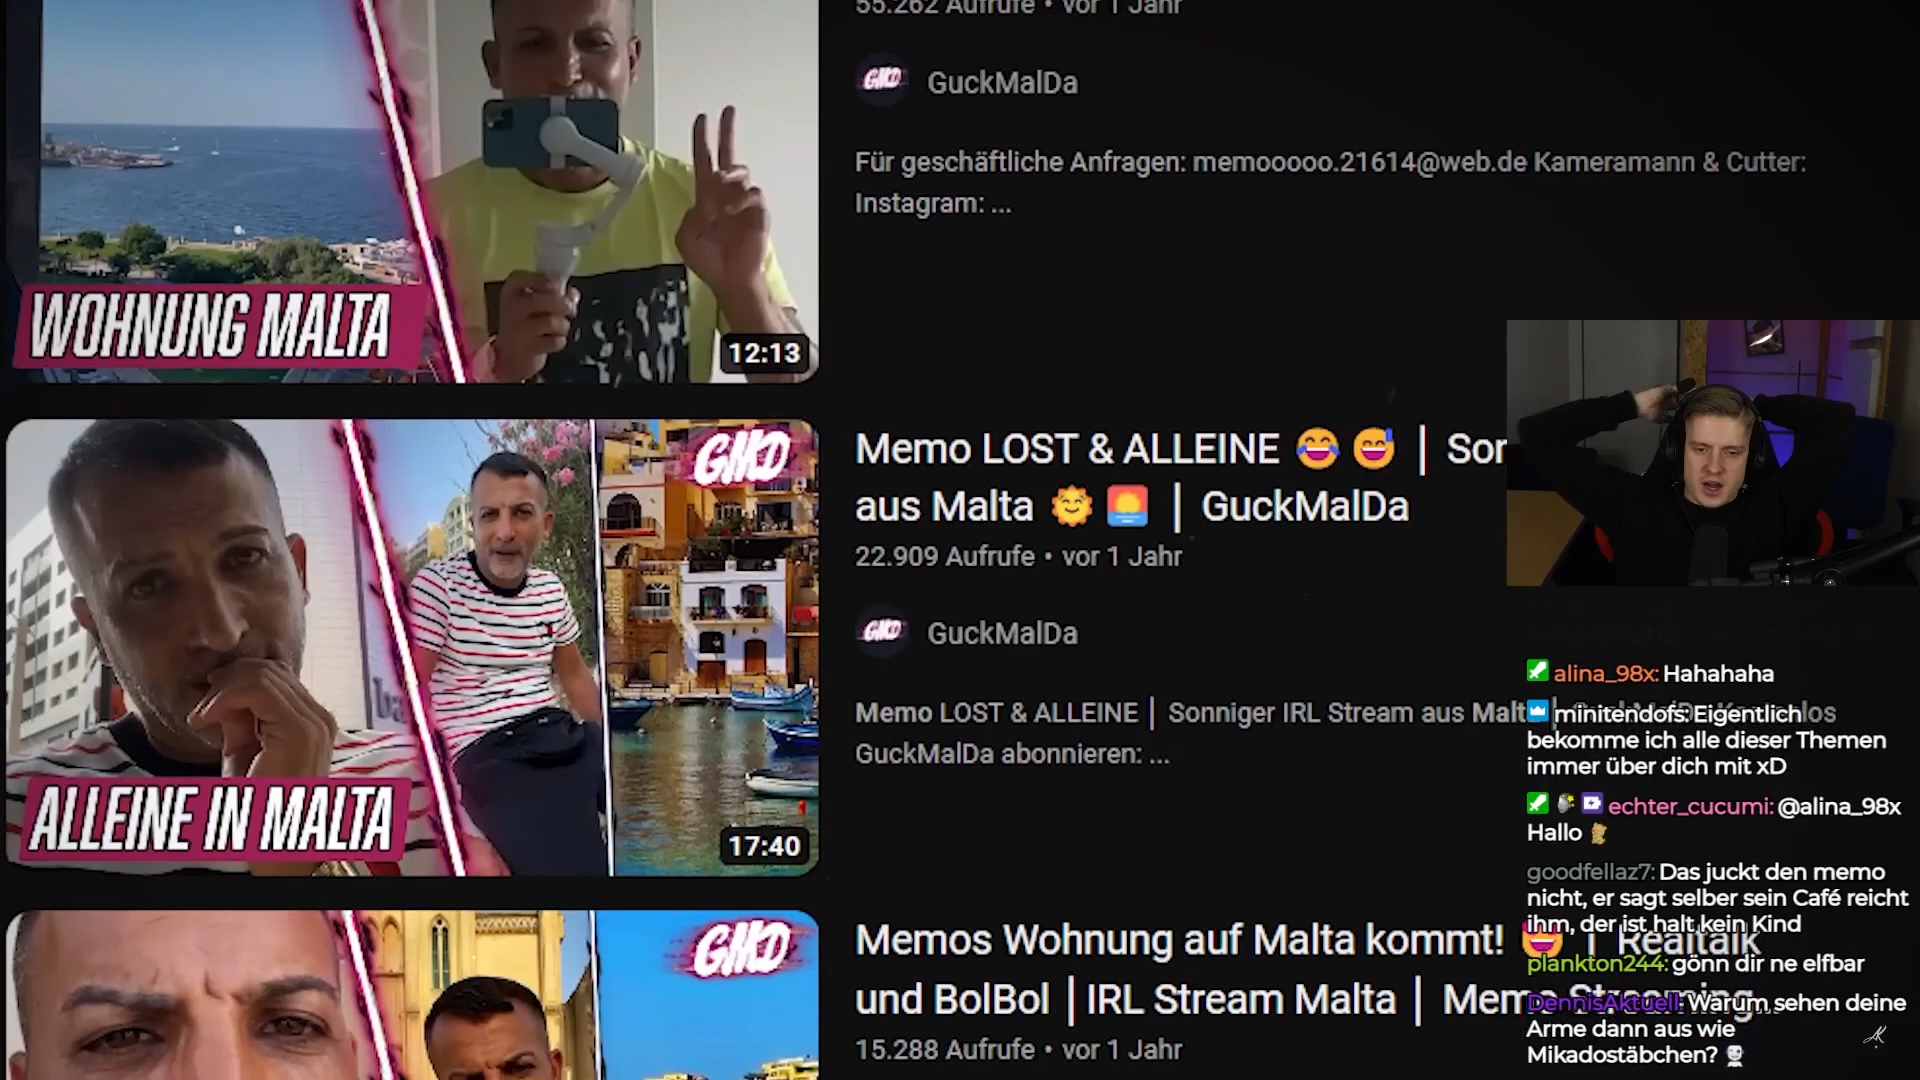 55.262 Aufrufe • vor 1 Jahr
GMD GuckMalDa
Für geschäftliche Anfragen: memooooo.21614@web.de Kameramann & Cutter:
Instagram: ...
WOHNUNG MALTA
12:13
GMD
Memo LOST & ALLEINE 😂 😅 | Son
aus Malta 🌞 🌅 | GuckMalDa
22.909 Aufrufe • vor 1 Jahr
GMD GuckMalDa
Memo LOST & ALLEINE | Sonniger IRL Stream aus Malt
GuckMalDa abonnieren: ...
ALLEINE IN MALTA
17:40
GMD
Memos Wohnung auf Malta kommt! 😍 | Realtalk
und BolBol | IRL Stream Malta | Memo Streaming
15.288 Aufrufe • vor 1 Jahr
alina_98x: Hahahaha
minitendofs: Eigentlich
bekomme ich alle dieser Themen
immer über dich mit xD
echter_cucumi: @alina_98x
Hallo
goodfellaz7: Das juckt den memo
nicht, er sagt selber sein Café reicht
ihm, der ist halt kein Kind
plankton244: gönn dir ne elfbar
DennisAktuell: Warum sehen deine
Arme dann aus wie
Mikadostäbchen?